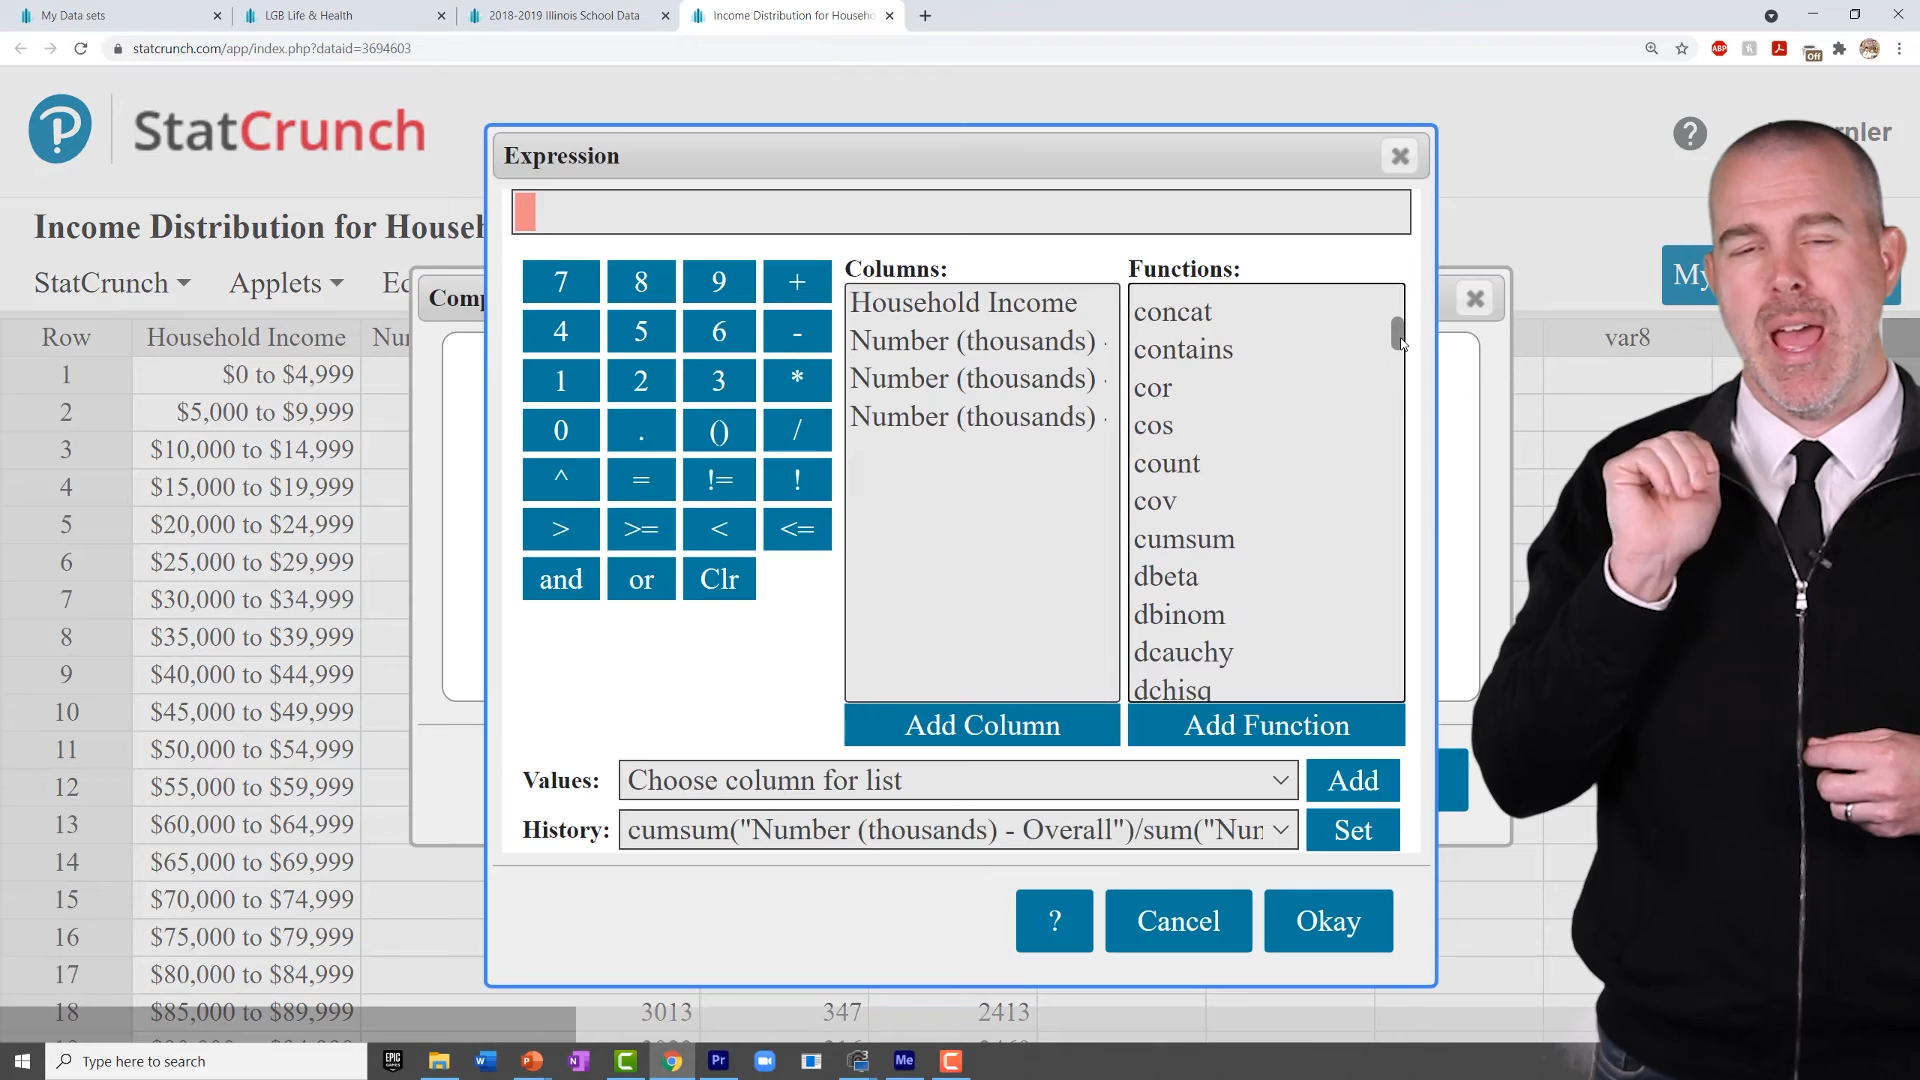 My Data sets
LGB Life & Health
2018-2019 Illinois School Data
Income Distribution for Househo
statcrunch.com/app/index.php?dataid=3694603
ABP
Off
StatCrunch
Income Distribution for Househ
StatCrunch
Applets
Ed
My
Expression
7 8 9 +
4 5 6 -
1 2 3 *
0 . () /
^ = != !
> >= < <=
and or Clr
Columns:
Household Income
Number (thousands) -
Number (thousands) -
Number (thousands) -
Add Column
Functions:
concat
contains
cor
cos
count
cov
cumsum
dbeta
dbinom
dcauchy
dchisq
Add Function
Values: Choose column for list Add
History: cumsum("Number (thousands) - Overall")/sum("Nur Set
? Cancel Okay
Row Household Income var8
1 $0 to $4,999
2 $5,000 to $9,999
3 $10,000 to $14,999
4 $15,000 to $19,999
5 $20,000 to $24,999
6 $25,000 to $29,999
7 $30,000 to $34,999
8 $35,000 to $39,999
9 $40,000 to $44,999
10 $45,000 to $49,999
11 $50,000 to $54,999
12 $55,000 to $59,999
13 $60,000 to $64,999
14 $65,000 to $69,999
15 $70,000 to $74,999
16 $75,000 to $79,999
17 $80,000 to $84,999
18 $85,000 to $89,999 3013 347 2413
Type here to search
EPIC GAMES
Pr
Me